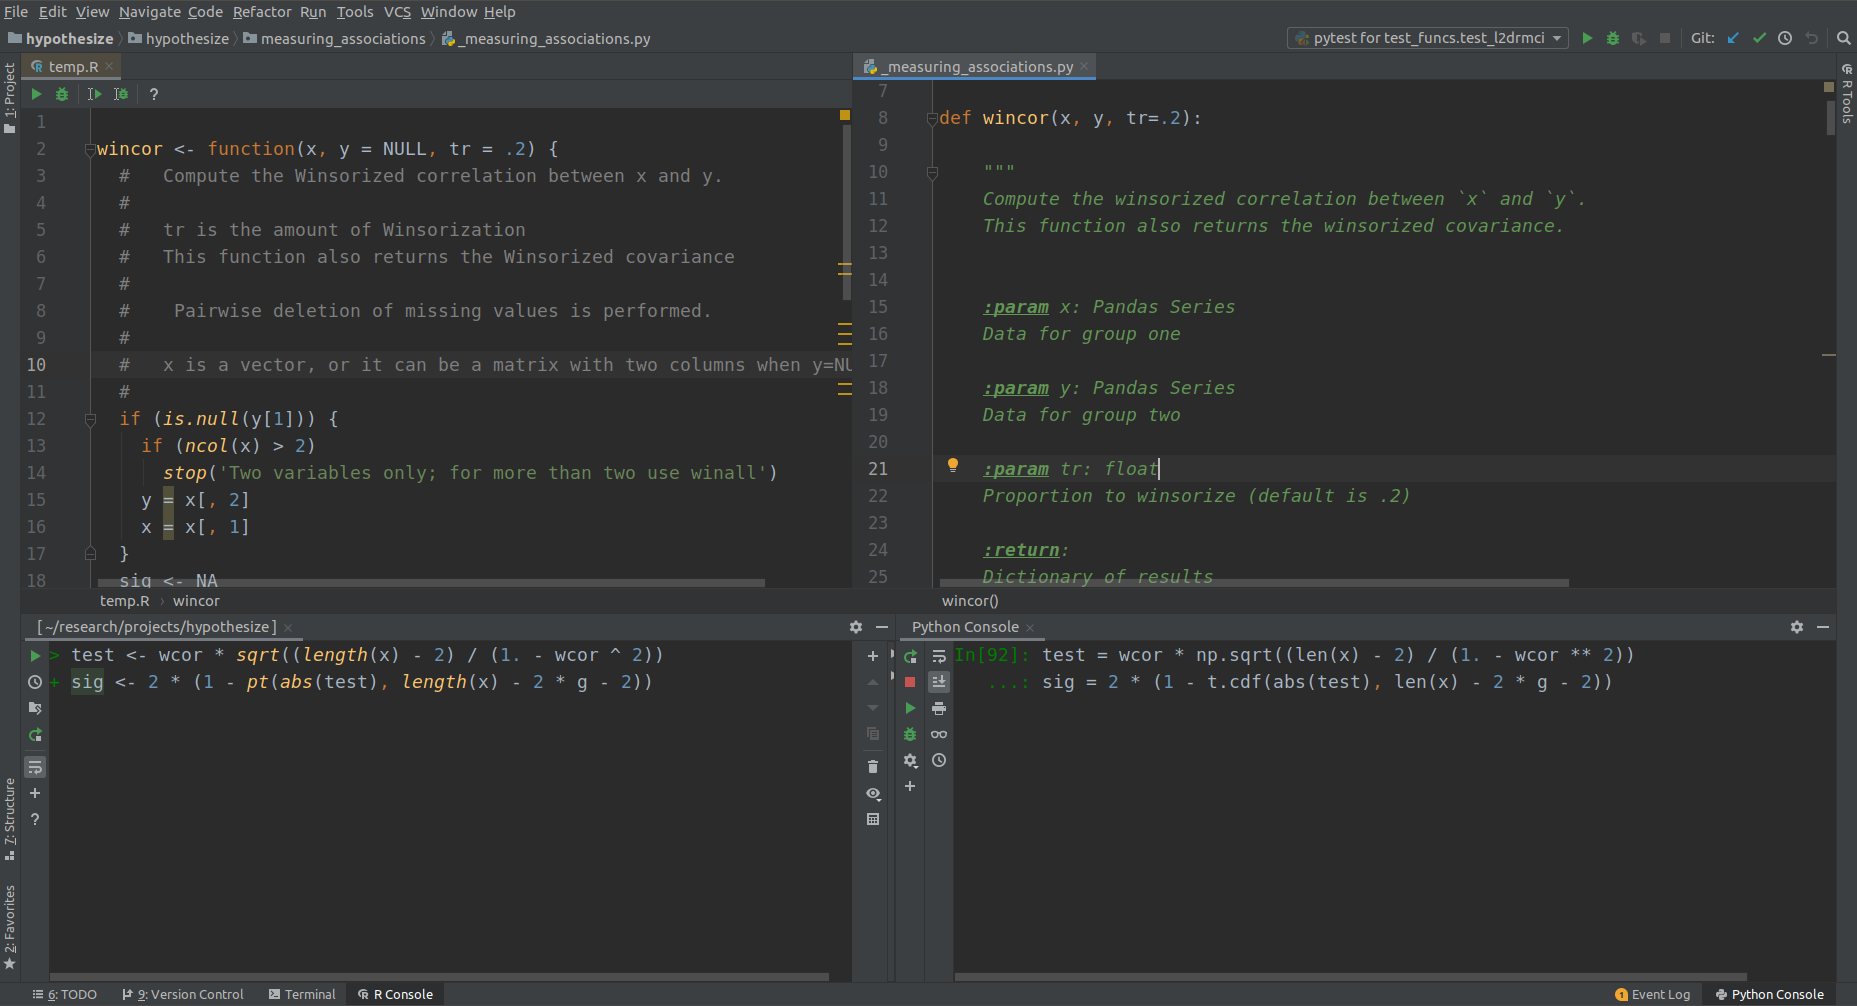 File Edit View Navigate Code Refactor Run Tools VCS Window Help
hypothesize hypothesize measuring_associations _measuring_associations.py pytest for test_funcs.test_l2drmci Git:
1: Project
temp.R
?
1
2 wincor <- function(x, y = NULL, tr = .2) {
3 #   Compute the Winsorized correlation between x and y.
4 #
5 #   tr is the amount of Winsorization
6 #   This function also returns the Winsorized covariance
7 #
8 #    Pairwise deletion of missing values is performed.
9 #
10 #   x is a vector, or it can be a matrix with two columns when y=NU
11 #
12 if (is.null(y[1])) {
13 if (ncol(x) > 2)
14 stop('Two variables only; for more than two use winall')
15 y = x[, 2]
16 x = x[, 1]
17 }
18 sig <- NA
temp.R › wincor
_measuring_associations.py
7
8 def wincor(x, y, tr=.2):
9
10 """
11 Compute the winsorized correlation between `x` and `y`.
12 This function also returns the winsorized covariance.
13
14
15 :param x: Pandas Series
16 Data for group one
17
18 :param y: Pandas Series
19 Data for group two
20
21 :param tr: float
22 Proportion to winsorize (default is .2)
23
24 :return:
25 Dictionary of results
wincor()
R Tools
[~/research/projects/hypothesize]
> test <- wcor * sqrt((length(x) - 2) / (1. - wcor ^ 2))
+ sig <- 2 * (1 - pt(abs(test), length(x) - 2 * g - 2))
?
Python Console
In[92]: test = wcor * np.sqrt((len(x) - 2) / (1. - wcor ** 2))
...: sig = 2 * (1 - t.cdf(abs(test), len(x) - 2 * g - 2))
7: Structure
2: Favorites
6: TODO 9: Version Control Terminal R Console 1 Event Log Python Console